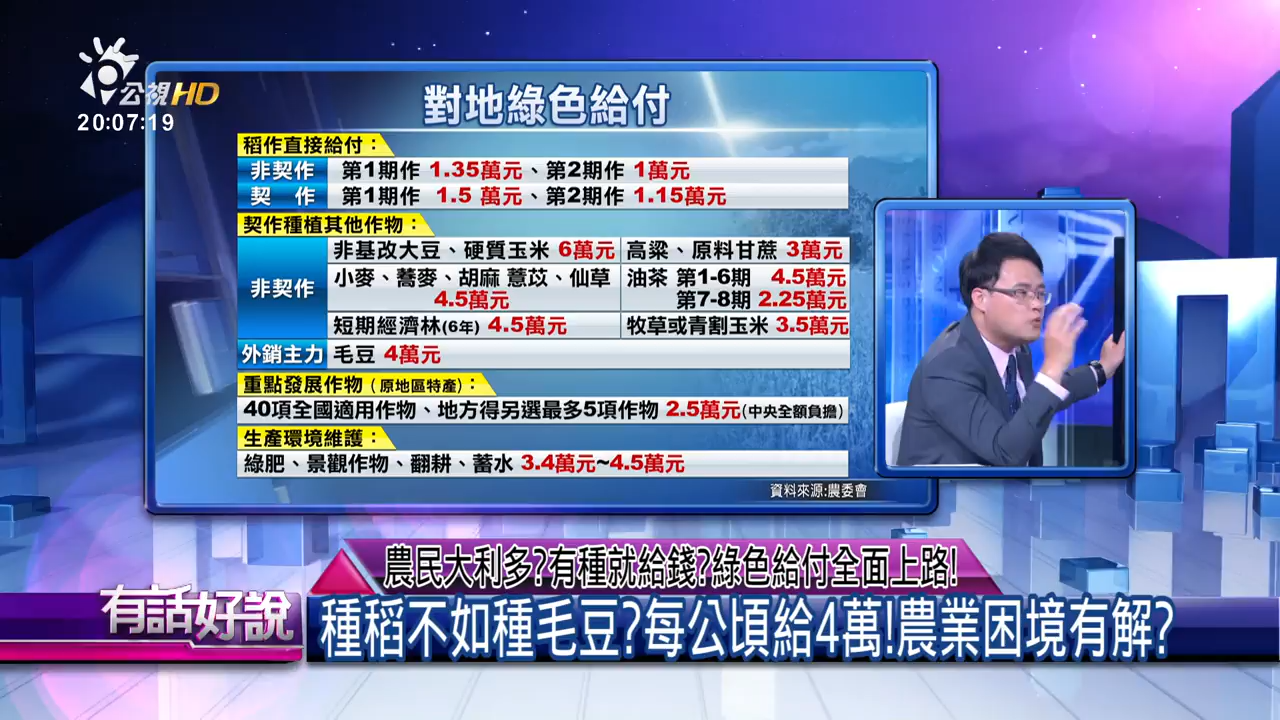 公視HD
20:07:19
對地綠色給付
稻作直接給付：
非契作 第1期作 1.35萬元、第2期作 1萬元
契 作 第1期作 1.5 萬元、第2期作 1.15萬元
契作種植其他作物：
非契作
非基改大豆、硬質玉米 6萬元 高粱、原料甘蔗 3萬元
小麥、蕎麥、胡麻 薏苡、仙草 油茶 第1-6期 4.5萬元
4.5萬元 第7-8期 2.25萬元
短期經濟林(6年) 4.5萬元 牧草或青割玉米 3.5萬元
外銷主力 毛豆 4萬元
重點發展作物（原地區特產）：
40項全國適用作物、地方得另選最多5項作物 2.5萬元(中央全額負擔)
生產環境維護：
綠肥、景觀作物、翻耕、蓄水 3.4萬元~4.5萬元
資料來源:農委會
農民大利多?有種就給錢?綠色給付全面上路!
有話好說
種稻不如種毛豆?每公頃給4萬!農業困境有解?